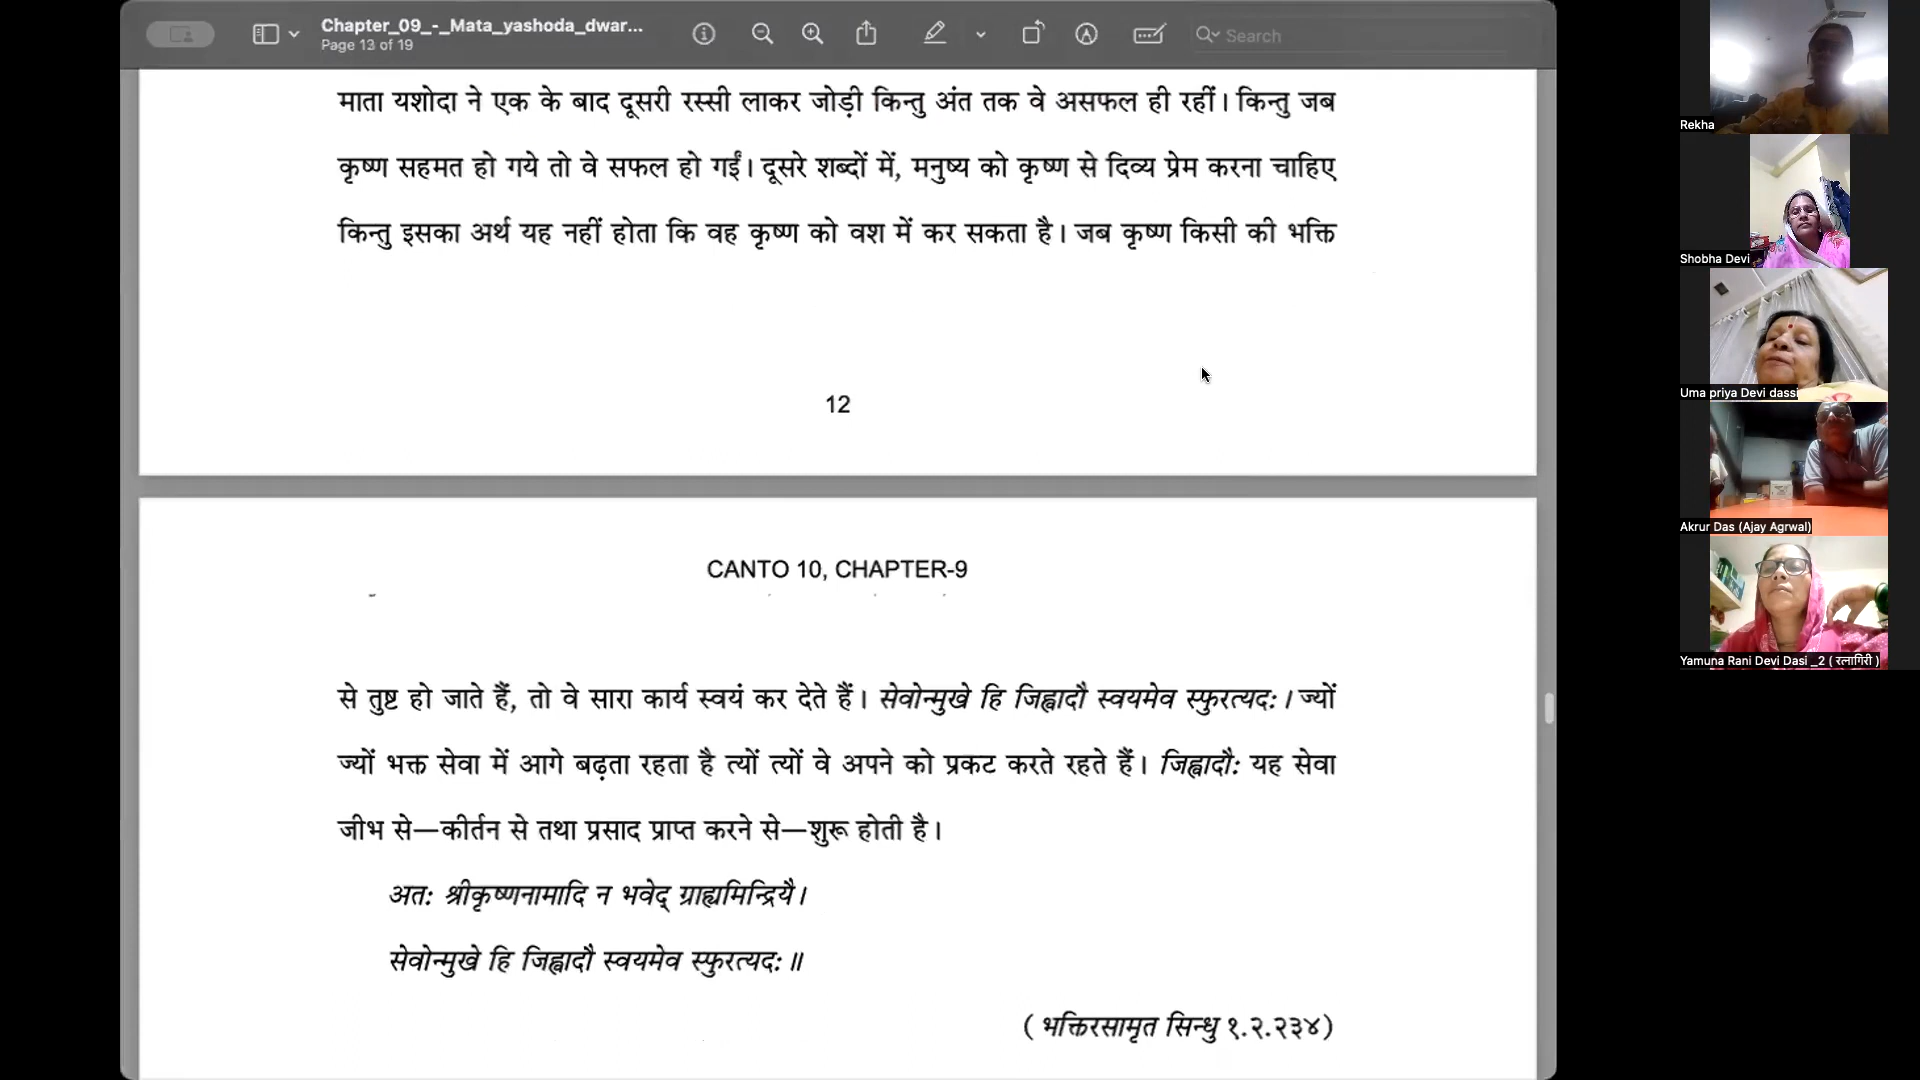 Chapter_09_-_Mata_yashoda_dwar...
Page 13 of 19
Search
माता यशोदा ने एक के बाद दूसरी रस्सी लाकर जोड़ी किन्तु अंत तक वे असफल ही रहीं। किन्तु जब
कृष्ण सहमत हो गये तो वे सफल हो गईं। दूसरे शब्दों में, मनुष्य को कृष्ण से दिव्य प्रेम करना चाहिए
किन्तु इसका अर्थ यह नहीं होता कि वह कृष्ण को वश में कर सकता है। जब कृष्ण किसी की भक्ति
12
CANTO 10, CHAPTER-9
से तुष्ट हो जाते हैं, तो वे सारा कार्य स्वयं कर देते हैं। सेवोन्मुखे हि जिह्वादौ स्वयमेव स्फुरत्यदः। ज्यों
ज्यों भक्त सेवा में आगे बढ़ता रहता है त्यों त्यों वे अपने को प्रकट करते रहते हैं। जिह्वादौः यह सेवा
जीभ से—कीर्तन से तथा प्रसाद प्राप्त करने से—शुरू होती है।
अतः श्रीकृष्णनामादि न भवेद् ग्राह्यमिन्द्रियै।
सेवोन्मुखे हि जिह्वादौ स्वयमेव स्फुरत्यदः॥
( भक्तिरसामृत सिन्धु १.२.२३४)
Rekha
Shobha Devi
Uma priya Devi dassi
Akrur Das (Ajay Agrwal)
Yamuna Rani Devi Dasi _2 ( रत्नागिरी )